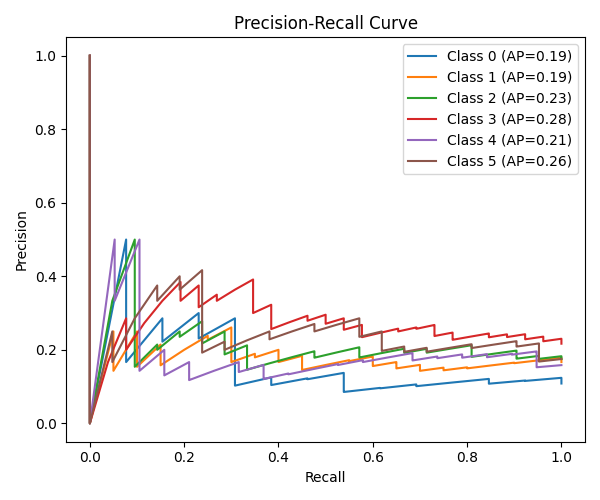 Precision-Recall Curve
Class 0 (AP=0.19)
Class 1 (AP=0.19)
Class 2 (AP=0.23)
Class 3 (AP=0.28)
Class 4 (AP=0.21)
Class 5 (AP=0.26)
Precision
1.0
0.8
0.6
0.4
0.2
0.0
0.0 0.2 0.4 0.6 0.8 1.0
Recall